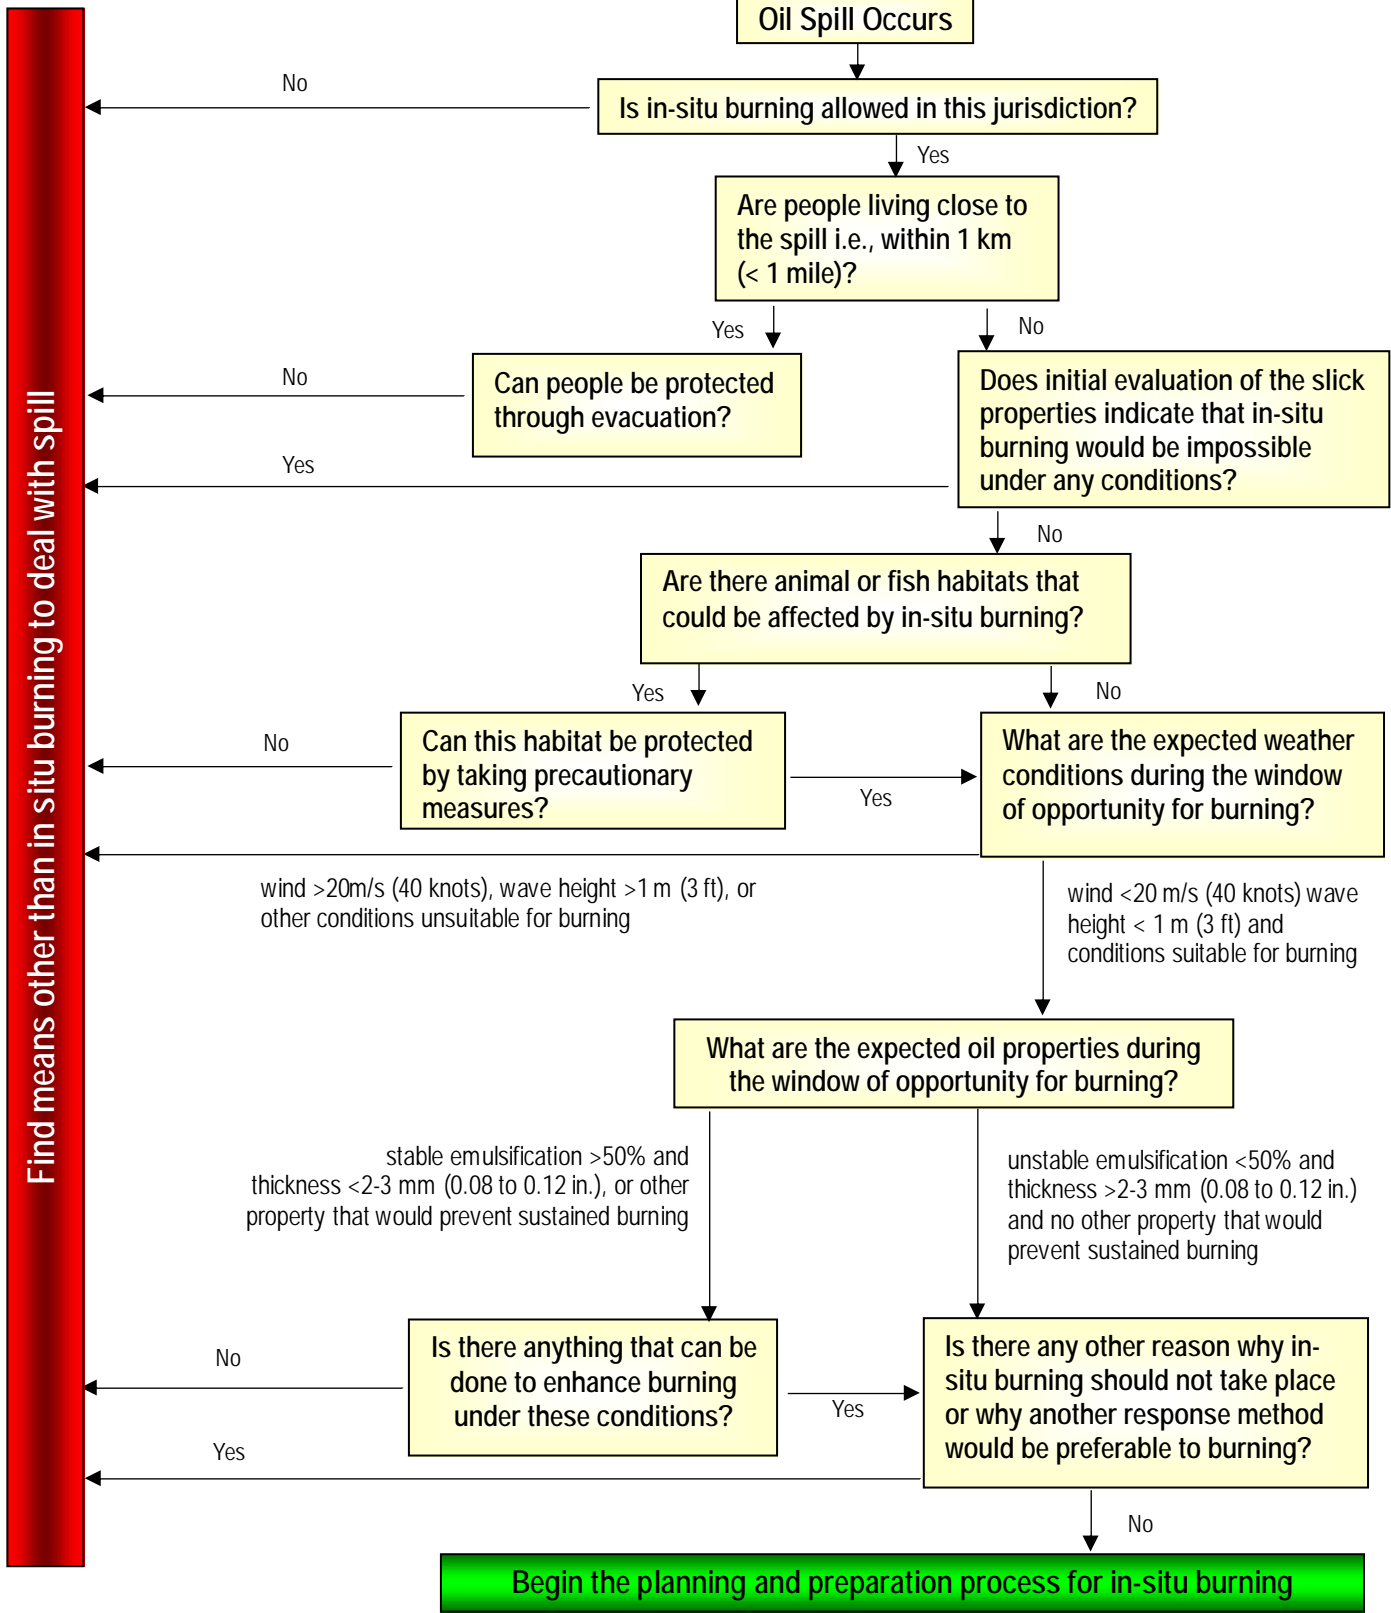 Oil Spill Occurs
No
Is in-situ burning allowed in this jurisdiction?
Yes
Are people living close to
the spill i.e., within 1 km
(< 1 mile)?
Yes
No
No
Can people be protected
through evacuation?
Does initial evaluation of the slick
properties indicate that in-situ
burning would be impossible
under any conditions?
Yes
No
Are there animal or fish habitats that
could be affected by in-situ burning?
Yes
No
No
Can this habitat be protected
by taking precautionary
measures?
Yes
What are the expected weather
conditions during the window
of opportunity for burning?
wind >20m/s (40 knots), wave height >1 m (3 ft), or
other conditions unsuitable for burning
wind <20 m/s (40 knots) wave
height < 1 m (3 ft) and
conditions suitable for burning
What are the expected oil properties during
the window of opportunity for burning?
stable emulsification >50% and
thickness <2-3 mm (0.08 to 0.12 in.), or other
property that would prevent sustained burning
unstable emulsification <50% and
thickness >2-3 mm (0.08 to 0.12 in.)
and no other property that would
prevent sustained burning
No
Is there anything that can be
done to enhance burning
under these conditions?
Yes
Is there any other reason why in-
situ burning should not take place
or why another response method
would be preferable to burning?
Yes
No
Begin the planning and preparation process for in-situ burning
Find means other than in situ burning to deal with spill